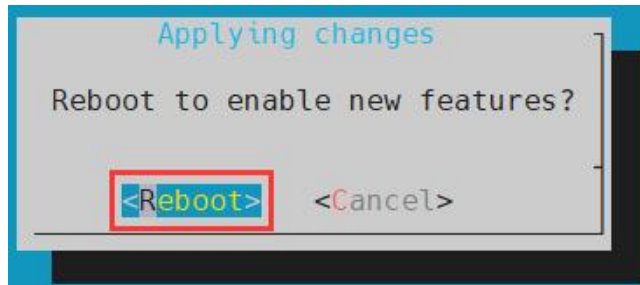 Applying changes
Reboot to enable new features?
<Reboot> <Cancel>